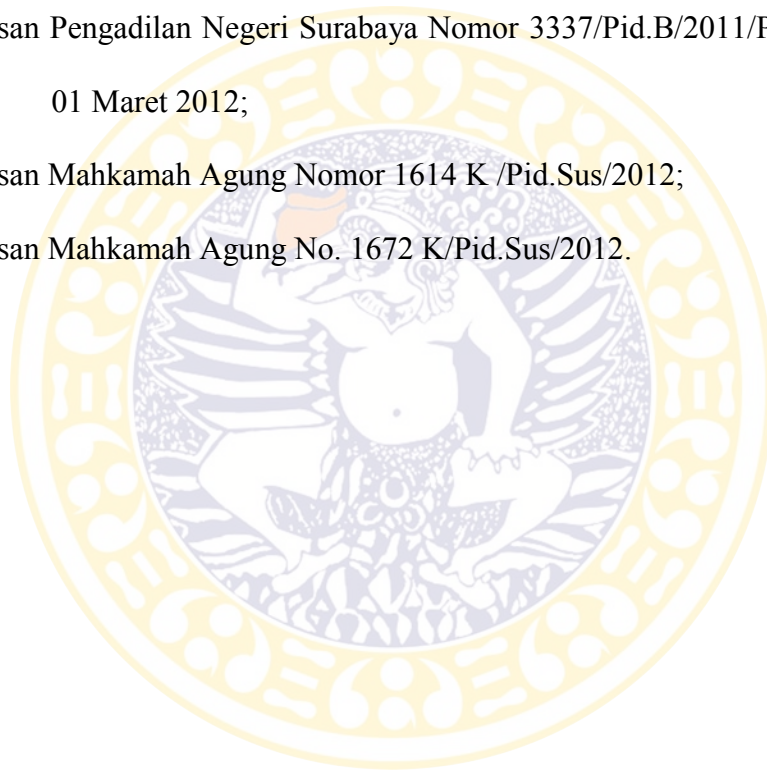 san Pengadilan Negeri Surabaya Nomor 3337/Pid.B/2011/P
01 Maret 2012;
san Mahkamah Agung Nomor 1614 K /Pid.Sus/2012;
san Mahkamah Agung No. 1672 K/Pid.Sus/2012.